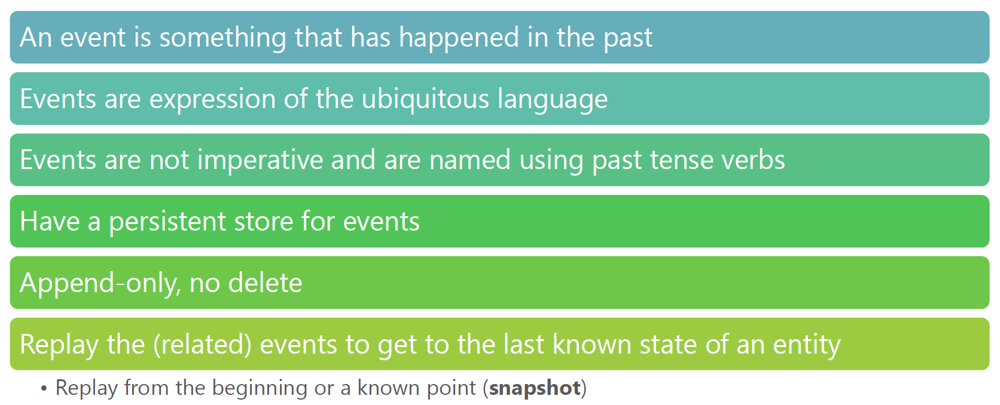 An event is something that has happened in the past
Events are expression of the ubiquitous language
Events are not imperative and are named using past tense verbs
Have a persistent store for events
Append-only, no delete
Replay the (related) events to get to the last known state of an entity
• Replay from the beginning or a known point (snapshot)